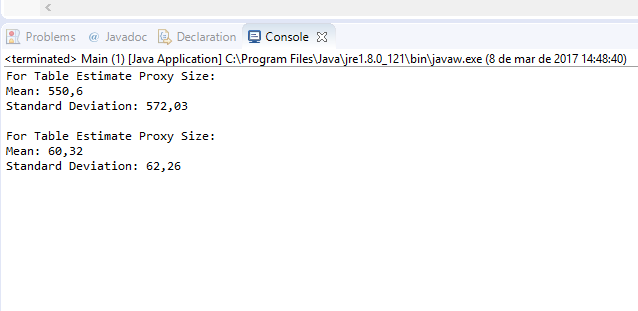 Problems @ Javadoc Declaration Console
<terminated> Main (1) [Java Application] C:\Program Files\Java\jre1.8.0_121\bin\javaw.exe (8 de mar de 2017 14:48:40)
For Table Estimate Proxy Size:
Mean: 550,6
Standard Deviation: 572,03
For Table Estimate Proxy Size:
Mean: 60,32
Standard Deviation: 62,26